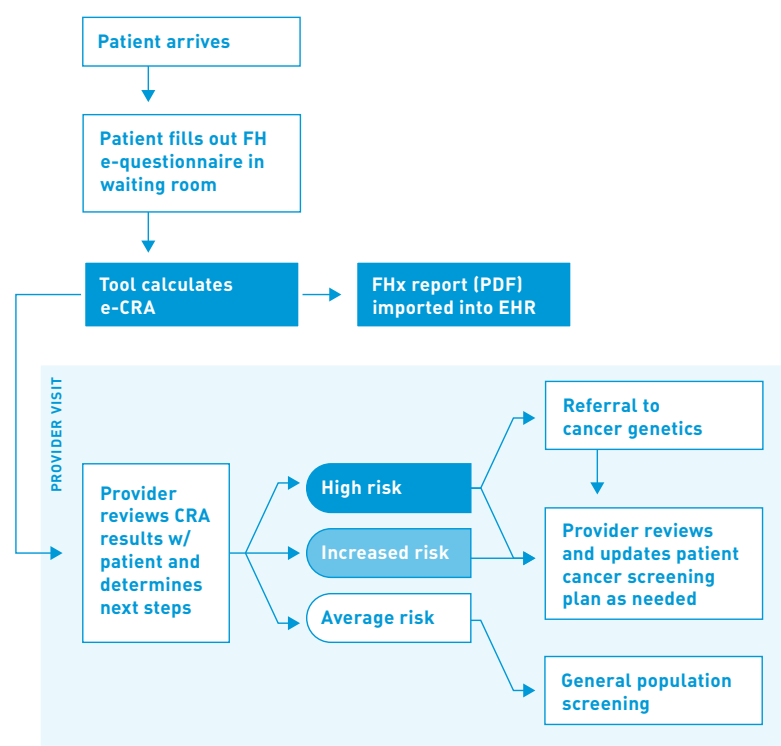 Patient arrives
Patient fills out FH
e-questionnaire in
waiting room
Tool calculates
e-CRA
FHx report (PDF)
imported into EHR
PROVIDER VISIT
Provider
reviews CRA
results w/
patient and
determines
next steps
High risk
Increased risk
Average risk
Referral to
cancer genetics
Provider reviews
and updates patient
cancer screening
plan as needed
General population
screening